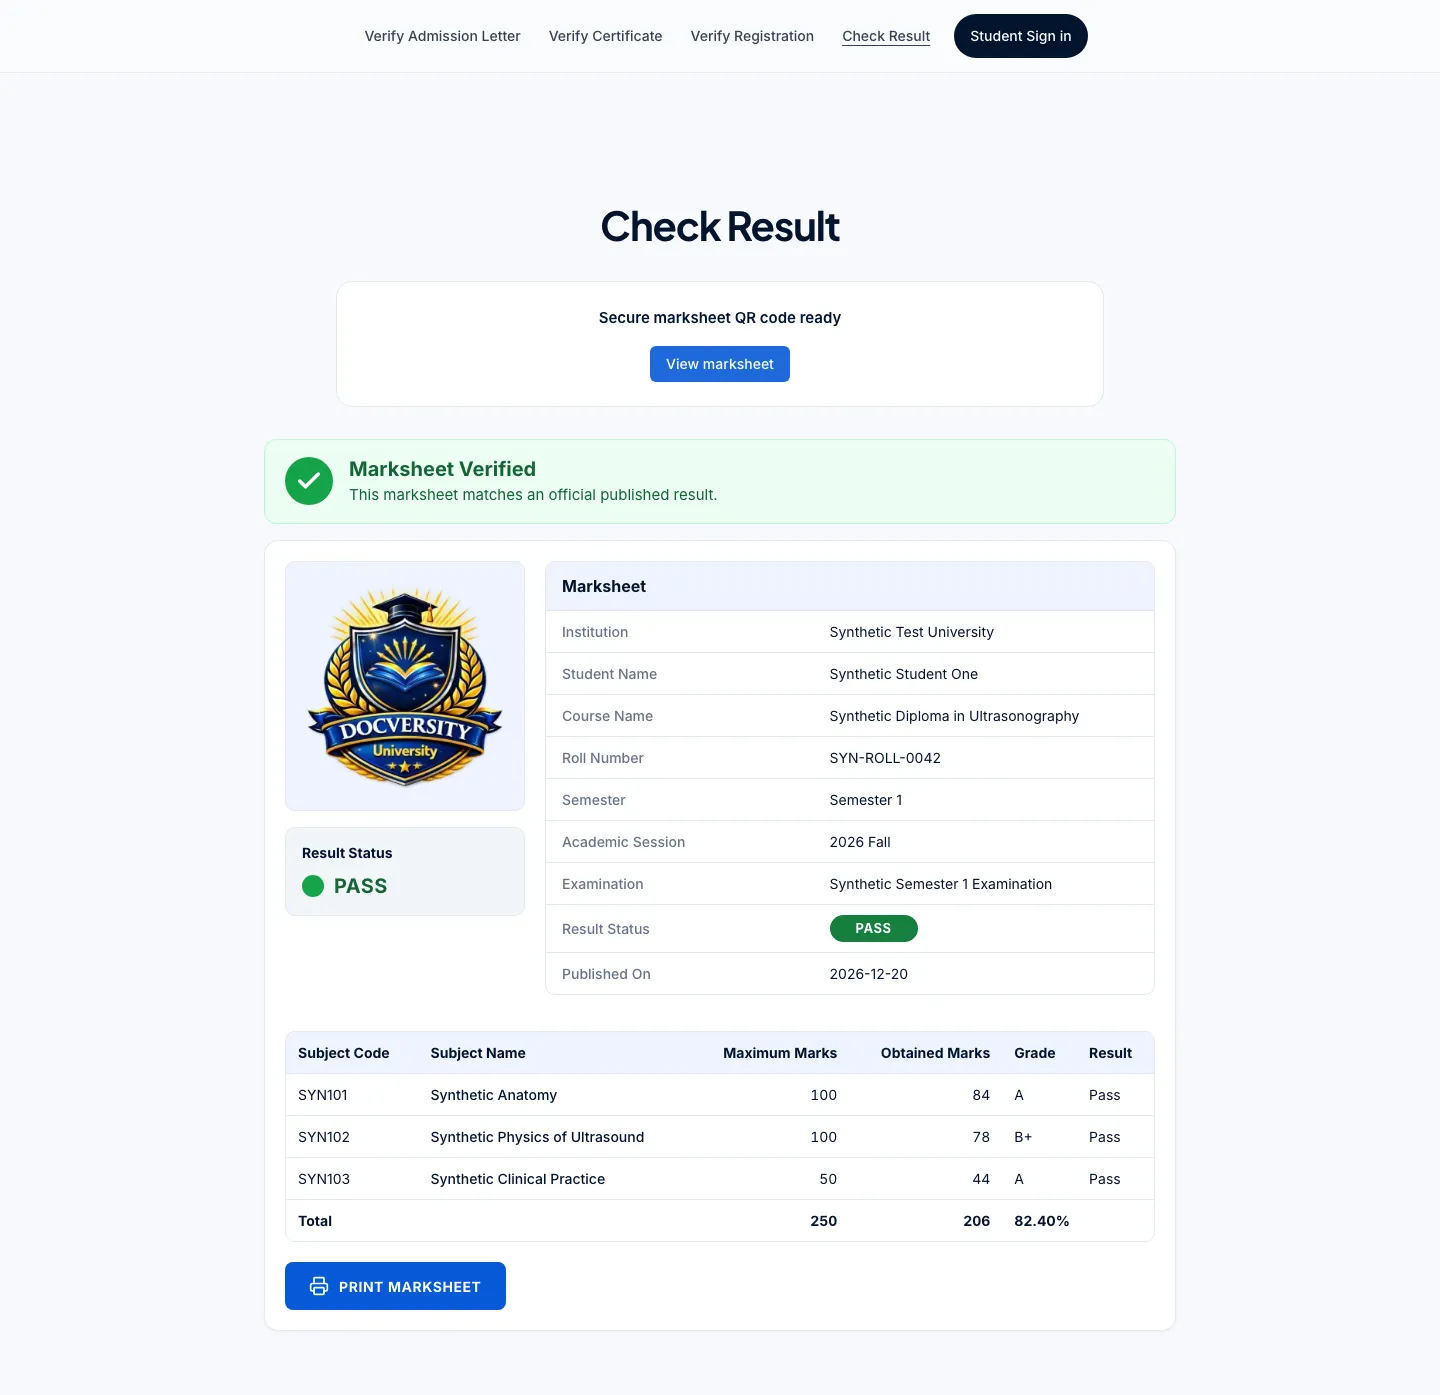 Verify Admission Letter Verify Certificate Verify Registration Check Result Student Sign in
Check Result
Secure marksheet QR code ready
View marksheet
Marksheet Verified
This marksheet matches an official published result.
DOCVERSITY
University
Result Status
PASS
Marksheet
Institution Synthetic Test University
Student Name Synthetic Student One
Course Name Synthetic Diploma in Ultrasonography
Roll Number SYN-ROLL-0042
Semester Semester 1
Academic Session 2026 Fall
Examination Synthetic Semester 1 Examination
Result Status PASS
Published On 2026-12-20
Subject Code Subject Name Maximum Marks Obtained Marks Grade Result
SYN101 Synthetic Anatomy 100 84 A Pass
SYN102 Synthetic Physics of Ultrasound 100 78 B+ Pass
SYN103 Synthetic Clinical Practice 50 44 A Pass
Total 250 206 82.40%
PRINT MARKSHEET